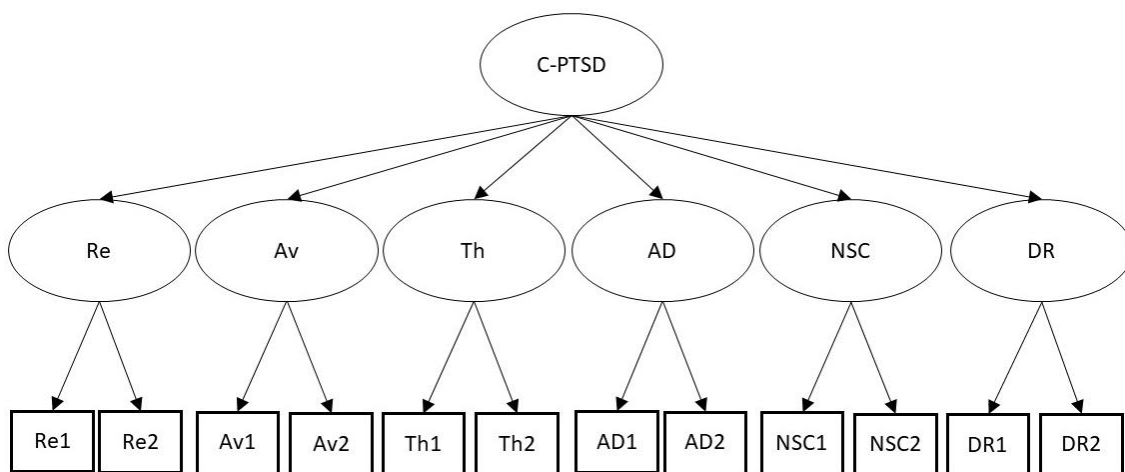 C-PTSD
Re Av Th AD NSC DR
Re1 Re2 Av1 Av2 Th1 Th2 AD1 AD2 NSC1 NSC2 DR1 DR2